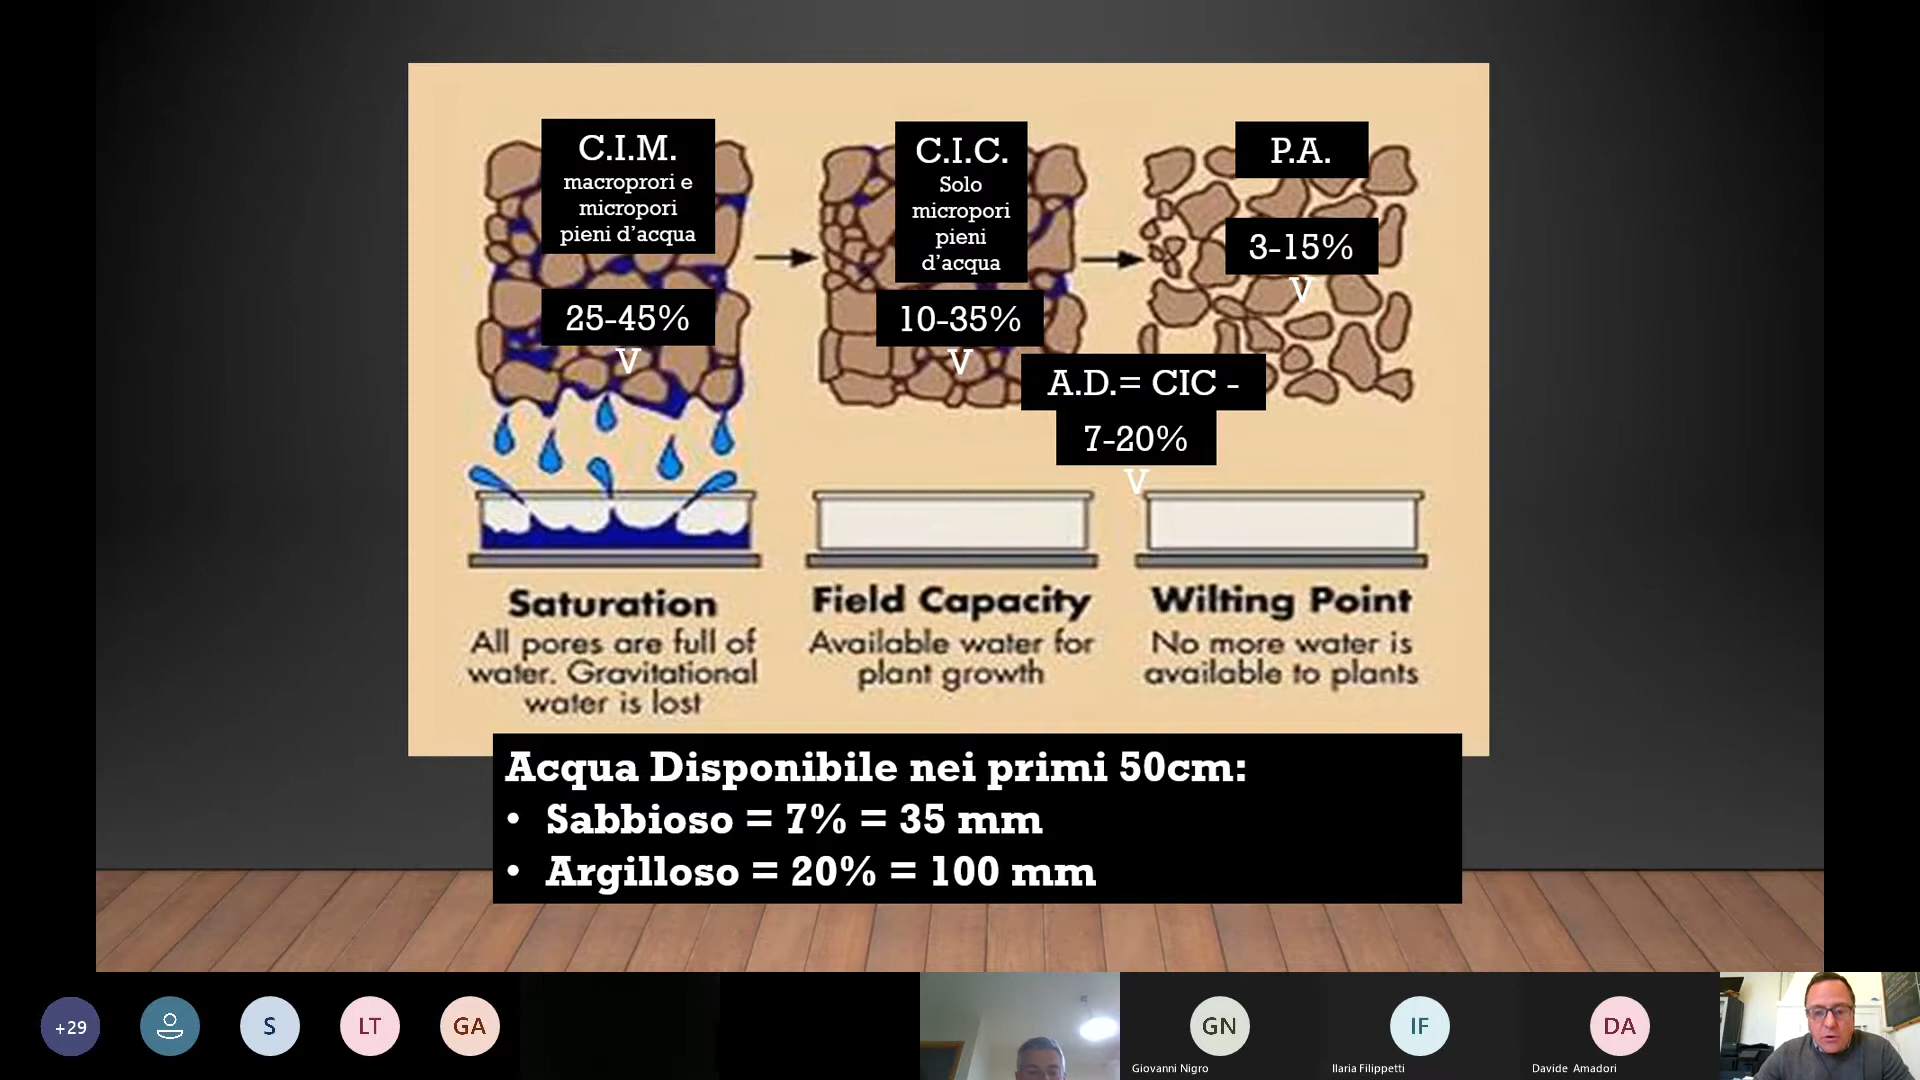 C.I.M.
macroprori e
micropori
pieni d’acqua
25-45%
V
C.I.C.
Solo
micropori
pieni
d’acqua
10-35%
V
P.A.
3-15%
V
A.D.= CIC -
7-20%
V
Saturation
All pores are full of
water. Gravitational
water is lost
Field Capacity
Available water for
plant growth
Wilting Point
No more water is
available to plants
Acqua Disponibile nei primi 50cm:
• Sabbioso = 7% = 35 mm
• Argilloso = 20% = 100 mm
+29
S
LT
GA
GN
Giovanni Nigro
IF
Ilaria Filippetti
DA
Davide Amadori